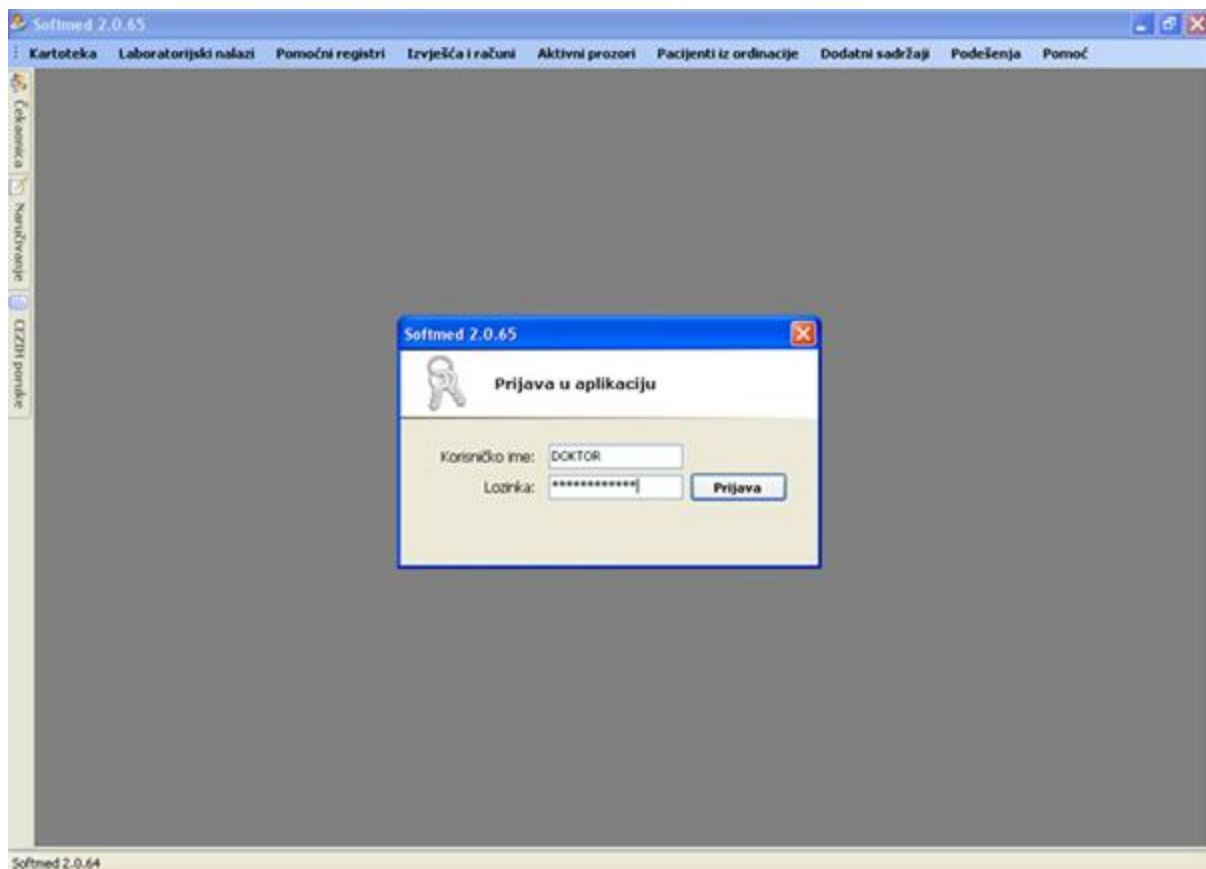 Softmed 2.0.65
Kartoteka Laboratorijski nalazi Pomoćni registri Izvješća i računi Aktivni prozori Pacijenti iz ordinacije Dodatni sadržaji Podešenja Pomoć
Čekaonica
Naručivanje
CEZIH poruke
Softmed 2.0.65
Prijava u aplikaciju
Korisničko ime: DOKTOR
Lozinka: ************ Prijava
Softmed 2.0.64